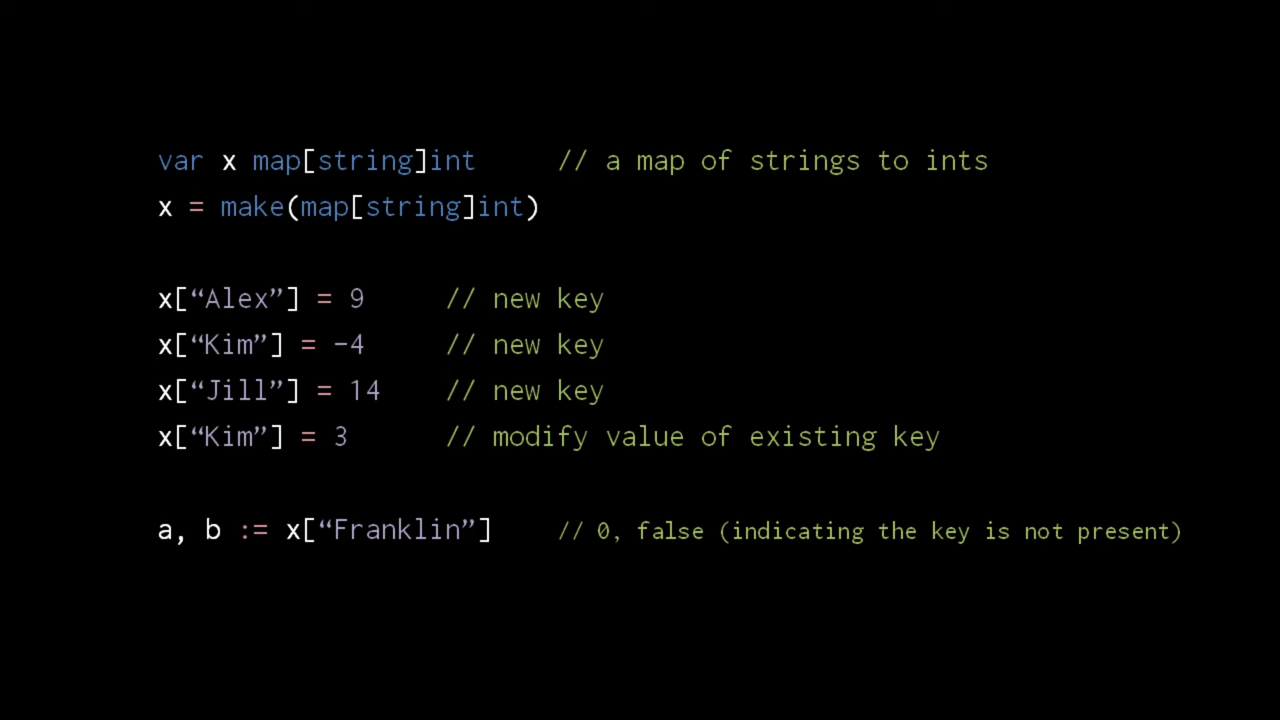 var x map[string]int // a map of strings to ints
x = make(map[string]int)
x[“Alex”] = 9 // new key
x[“Kim”] = -4 // new key
x[“Jill”] = 14 // new key
x[“Kim”] = 3 // modify value of existing key
a, b := x[“Franklin”] // 0, false (indicating the key is not present)